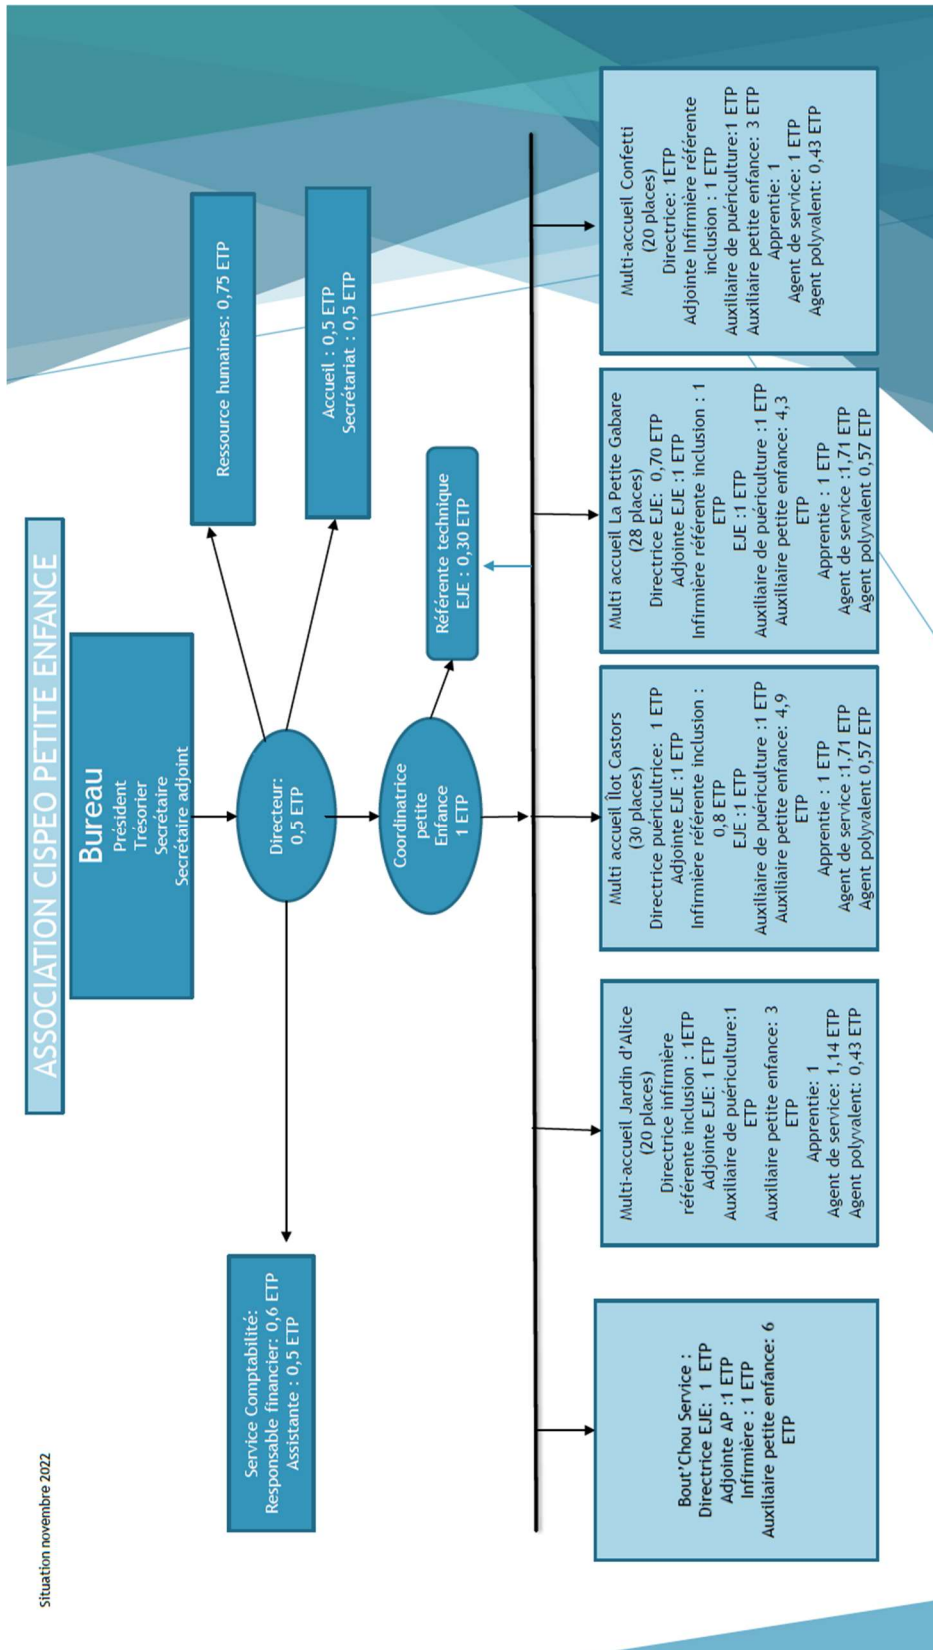 Situation novembre 2022
ASSOCIATION CISPEO PETITE ENFANCE
Bureau
Président
Trésorier
Secrétaire
Secrétaire adjoint
Directeur:
0,5 ETP
Service Comptabilité:
Responsable financier: 0,6 ETP
Assistante : 0,5 ETP
Ressource humaines: 0,75 ETP
Accueil : 0,5 ETP
Secrétariat : 0,5 ETP
Coordinatrice
petite
Enfance
1 ETP
Référente technique
EJE : 0,30 ETP
Bout'Chou Service :
Directrice EJE: 1 ETP
Adjointe AP :1 ETP
Infirmière : 1 ETP
Auxiliaire petite enfance: 6
ETP
Multi-accueil Jardin d'Alice
(20 places)
Directrice infirmière
référente inclusion : 1ETP
Adjointe EJE: 1 ETP
Auxiliaire de puériculture:1
ETP
Auxiliaire petite enfance: 3
ETP
Apprentie: 1
Agent de service: 1,14 ETP
Agent polyvalent: 0,43 ETP
Multi accueil Îlot Castors
(30 places)
Directrice puéricultrice: 1 ETP
Adjointe EJE :1 ETP
Infirmière référente inclusion :
0,8 ETP
EJE :1 ETP
Auxiliaire de puériculture :1 ETP
Auxiliaire petite enfance: 4,9
ETP
Apprentie : 1 ETP
Agent de service :1,71 ETP
Agent polyvalent 0,57 ETP
Multi accueil La Petite Gabare
(28 places)
Directrice EJE: 0,70 ETP
Adjointe EJE :1 ETP
Infirmière référente inclusion : 1
ETP
EJE :1 ETP
Auxiliaire de puériculture :1 ETP
Auxiliaire petite enfance: 4,3
ETP
Apprentie : 1 ETP
Agent de service :1,71 ETP
Agent polyvalent 0,57 ETP
Multi-accueil Confetti
(20 places)
Directrice: 1ETP
Adjointe Infirmière référente
inclusion : 1 ETP
Auxiliaire de puériculture:1 ETP
Auxiliaire petite enfance: 3 ETP
Apprentie: 1
Agent de service: 1 ETP
Agent polyvalent: 0,43 ETP